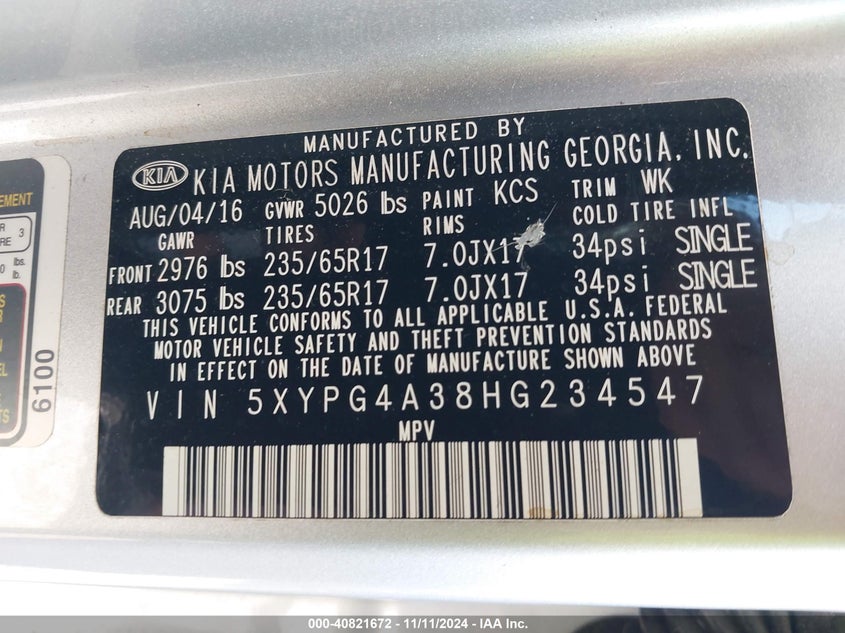 MANUFACTURED BY
KIA KIA MOTORS MANUFACTURING GEORGIA, INC.
AUG/04/16 GVWR 5026 lbs PAINT KCS TRIM WK
GAWR TIRES RIMS COLD TIRE INFL
FRONT 2976 lbs 235/65R17 7.0JX17 34psi SINGLE
REAR 3075 lbs 235/65R17 7.0JX17 34psi SINGLE
THIS VEHICLE CONFORMS TO ALL APPLICABLE U.S.A. FEDERAL
MOTOR VEHICLE SAFETY AND THEFT PREVENTION STANDARDS
IN EFFECT ON THE DATE OF MANUFACTURE SHOWN ABOVE
VIN 5XYPG4A38HG234547
MPV
6100
000-40821672 - 11/11/2024 - IAA Inc.